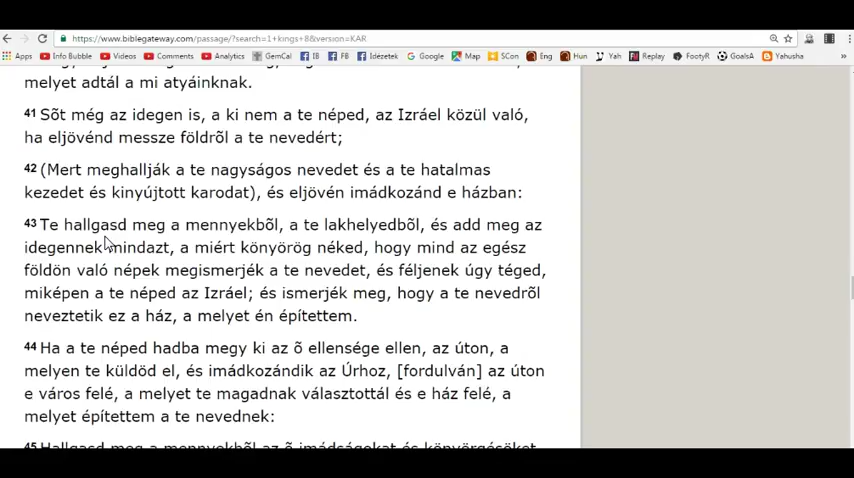 https://www.biblegateway.com/passage/?search=1+kings+8&version=KAR
Apps Info Bubble Videos Comments Analytics GemCal IB FB Idézetek Google Map SCon Eng Hun Yah Replay FootyR GoalsA Yahusha »
melyet adtál a mi atyáinknak.
41 Sõt még az idegen is, a ki nem a te néped, az Izráel közül való,
ha eljövénd messze földrõl a te nevedért;
42 (Mert meghallják a te nagyságos nevedet és a te hatalmas
kezedet és kinyújtott karodat), és eljövén imádkozánd e házban:
43 Te hallgasd meg a mennyekbõl, a te lakhelyedbõl, és add meg az
idegennek mindazt, a miért könyörög néked, hogy mind az egész
földön való népek megismerjék a te nevedet, és féljenek úgy téged,
miképen a te néped az Izráel; és ismerjék meg, hogy a te nevedrõl
neveztetik ez a ház, a melyet én építettem.
44 Ha a te néped hadba megy ki az õ ellensége ellen, az úton, a
melyen te küldöd el, és imádkozándik az Úrhoz, [fordulván] az úton
e város felé, a melyet te magadnak választottál és e ház felé, a
melyet építettem a te nevednek:
45 Hallgasd meg a mennyekbõl az õ imádságokat és könyörgésöket